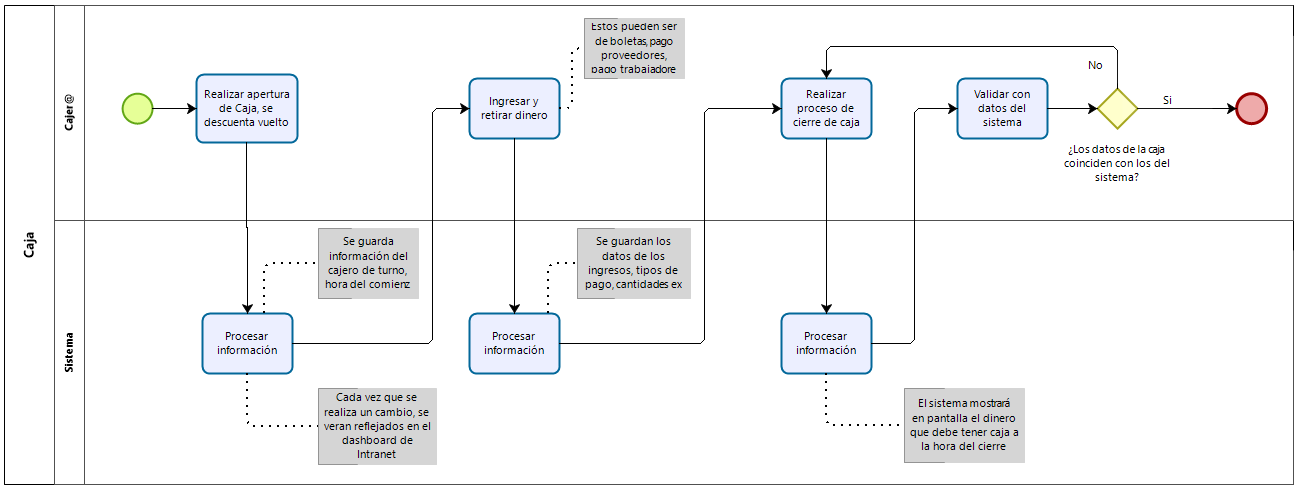 Caja
Cajer@
Sistema
Realizar apertura
de Caja, se
descuenta vuelto
Ingresar y
retirar dinero
Estos pueden ser
de boletas, pago
proveedores,
pago trabajadore
Realizar
proceso de
cierre de caja
Validar con
datos del
sistema
No
Si
¿Los datos de la caja
coinciden con los del
sistema?
Se guarda
información del
cajero de turno,
hora del comienz
Procesar
información
Cada vez que se
realiza un cambio, se
veran reflejados en el
dashboard de
Intranet
Se guardan los
datos de los
ingresos, tipos de
pago, cantidades ex
Procesar
información
Procesar
información
El sistema mostrará
en pantalla el dinero
que debe tener caja a
la hora del cierre